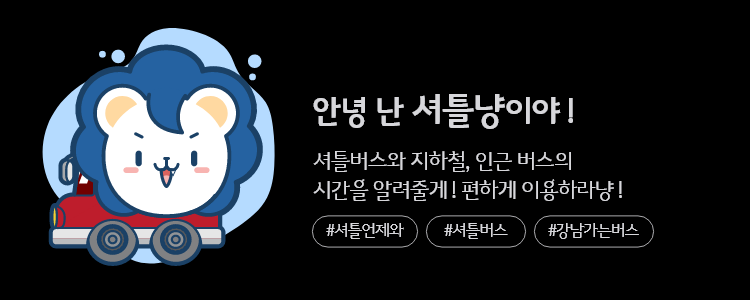 안녕 난 셔틀냥이야!
셔틀버스와 지하철, 인근 버스의
시간을 알려줄게! 편하게 이용하라냥!
#셔틀언제와 #셔틀버스 #강남가는버스